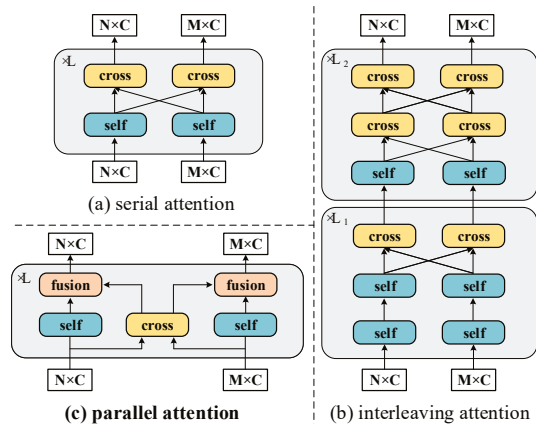 N×C M×C
×L
cross cross
self self
N×C M×C
(a) serial attention
N×C M×C
×L
fusion fusion
self cross self
N×C M×C
(c) parallel attention
N×C M×C
×L2
cross cross
cross cross
self self
×L1
cross cross
self self
self self
N×C M×C
(b) interleaving attention